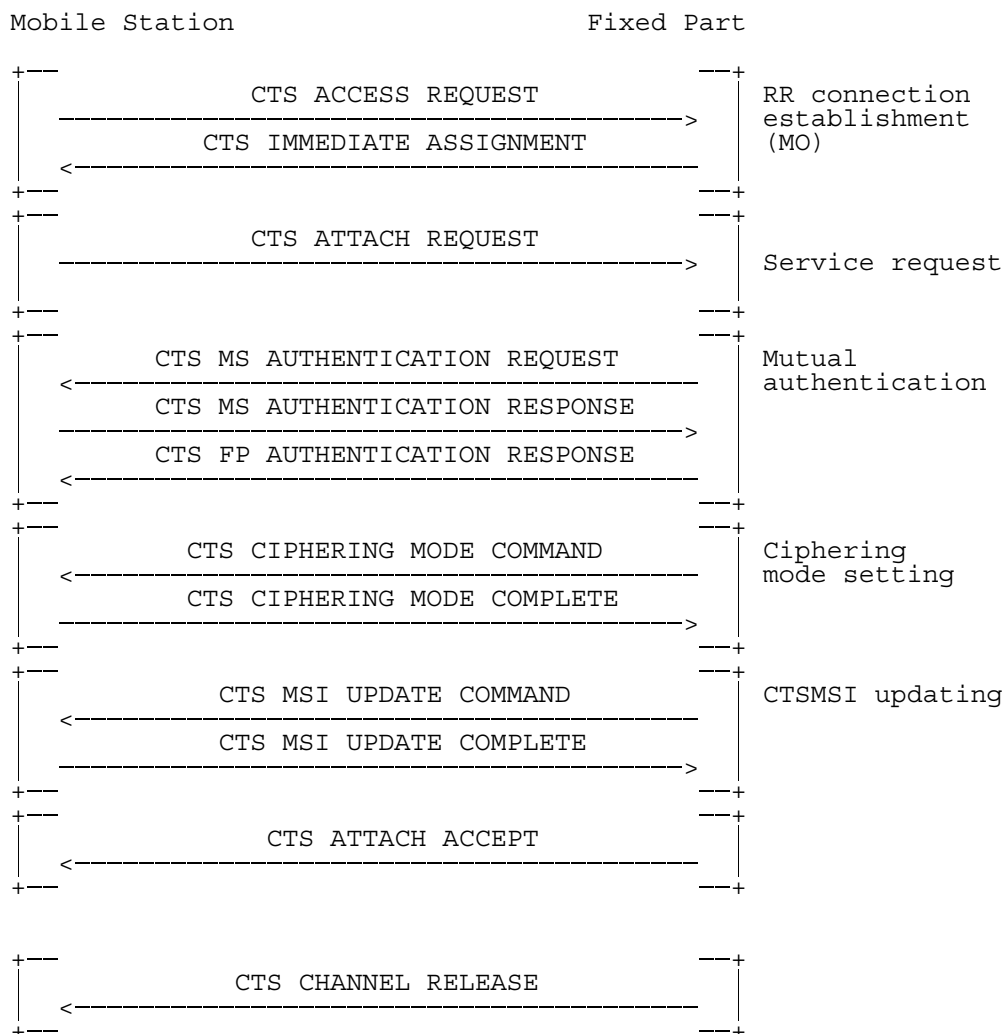 Mobile Station Fixed Part
CTS ACCESS REQUEST RR connection
establishment
CTS IMMEDIATE ASSIGNMENT (MO)
CTS ATTACH REQUEST
Service request
CTS MS AUTHENTICATION REQUEST Mutual
authentication
CTS MS AUTHENTICATION RESPONSE
CTS FP AUTHENTICATION RESPONSE
CTS CIPHERING MODE COMMAND Ciphering
mode setting
CTS CIPHERING MODE COMPLETE
CTS MSI UPDATE COMMAND CTSMSI updating
CTS MSI UPDATE COMPLETE
CTS ATTACH ACCEPT
CTS CHANNEL RELEASE